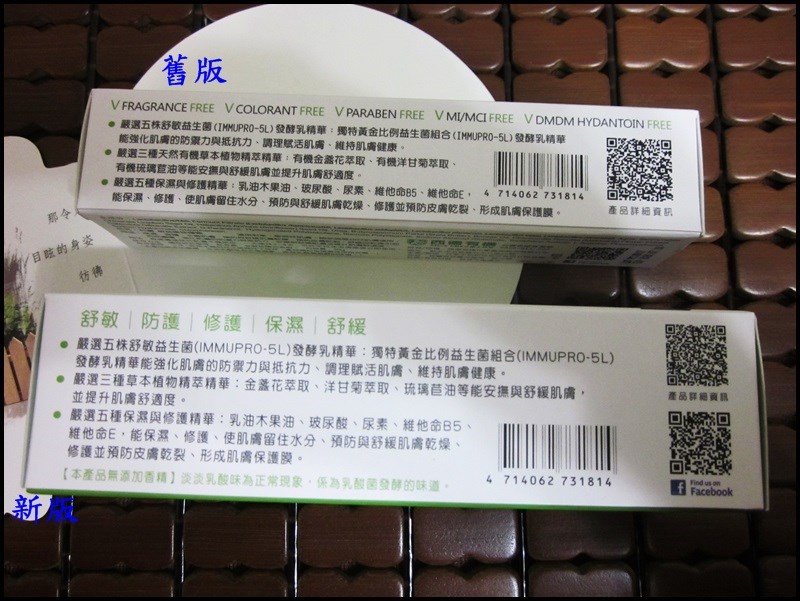 舊版
V FRAGRANCE FREE V COLORANT FREE V PARABEN FREE V MI/MCI FREE V DMDM HYDANTOIN FREE
● 嚴選五株舒敏益生菌(IMMUPRO-5L)發酵乳精華：獨特黃金比例益生菌組合(IMMUPRO-5L)發酵乳精華
能強化肌膚的防禦力與抵抗力、調理賦活肌膚、維持肌膚健康。
● 嚴選三種天然有機草本植物精萃精華：有機金盞花萃取、有機洋甘菊萃取、
有機琉璃苣油等能安撫與舒緩肌膚並提升肌膚舒適度。
● 嚴選五種保濕與修護精華：乳油木果油、玻尿酸、尿素、維他命B5、維他命E，
能保濕、修護、使肌膚留住水分、預防與舒緩肌膚乾燥、修護並預防皮膚乾裂、形成肌膚保護膜。
4 714062 731814
產品詳細資訊
那令
目眩的身姿
彷彿
舒敏｜防護｜修護｜保濕｜舒緩
● 嚴選五株舒敏益生菌(IMMUPRO-5L)發酵乳精華：獨特黃金比例益生菌組合(IMMUPRO-5L)
發酵乳精華能強化肌膚的防禦力與抵抗力、調理賦活肌膚、維持肌膚健康。
● 嚴選三種草本植物精萃精華：金盞花萃取、洋甘菊萃取、琉璃苣油等能安撫與舒緩肌膚，
並提升肌膚舒適度。
● 嚴選五種保濕與修護精華：乳油木果油、玻尿酸、尿素、維他命B5、
維他命E，能保濕、修護、使肌膚留住水分、預防與舒緩肌膚乾燥、
修護並預防皮膚乾裂、形成肌膚保護膜。
【本產品無添加香精】淡淡乳酸味為正常現象，係為乳酸菌發酵的味道。
4 714062 731814
產品詳細資訊
f Find us on
Facebook
新版